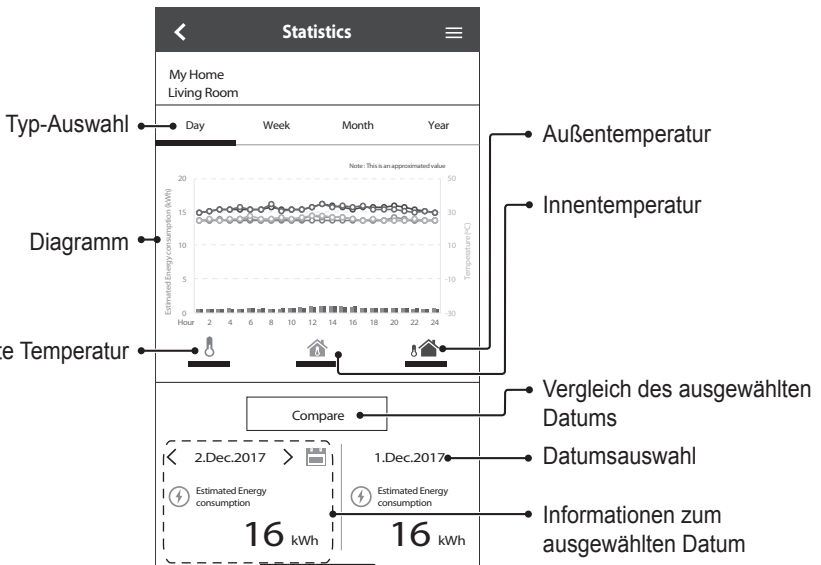 Statistics
My Home
Living Room
Typ-Auswahl
Day Week Month Year
Außentemperatur
Note : This is an approximated value
Innentemperatur
Diagramm
Estimated Energy consumption (kWh)
20
15
10
5
0
50
30
10
-10
-30
Temperature (°C)
Hour 2 4 6 8 10 12 14 16 18 20 22 24
Temperatur
Compare
Vergleich des ausgewählten
Datums
2.Dec.2017
1.Dec.2017
Datumsauswahl
Estimated Energy
consumption
16 kWh
Estimated Energy
consumption
16 kWh
Informationen zum
ausgewählten Datum